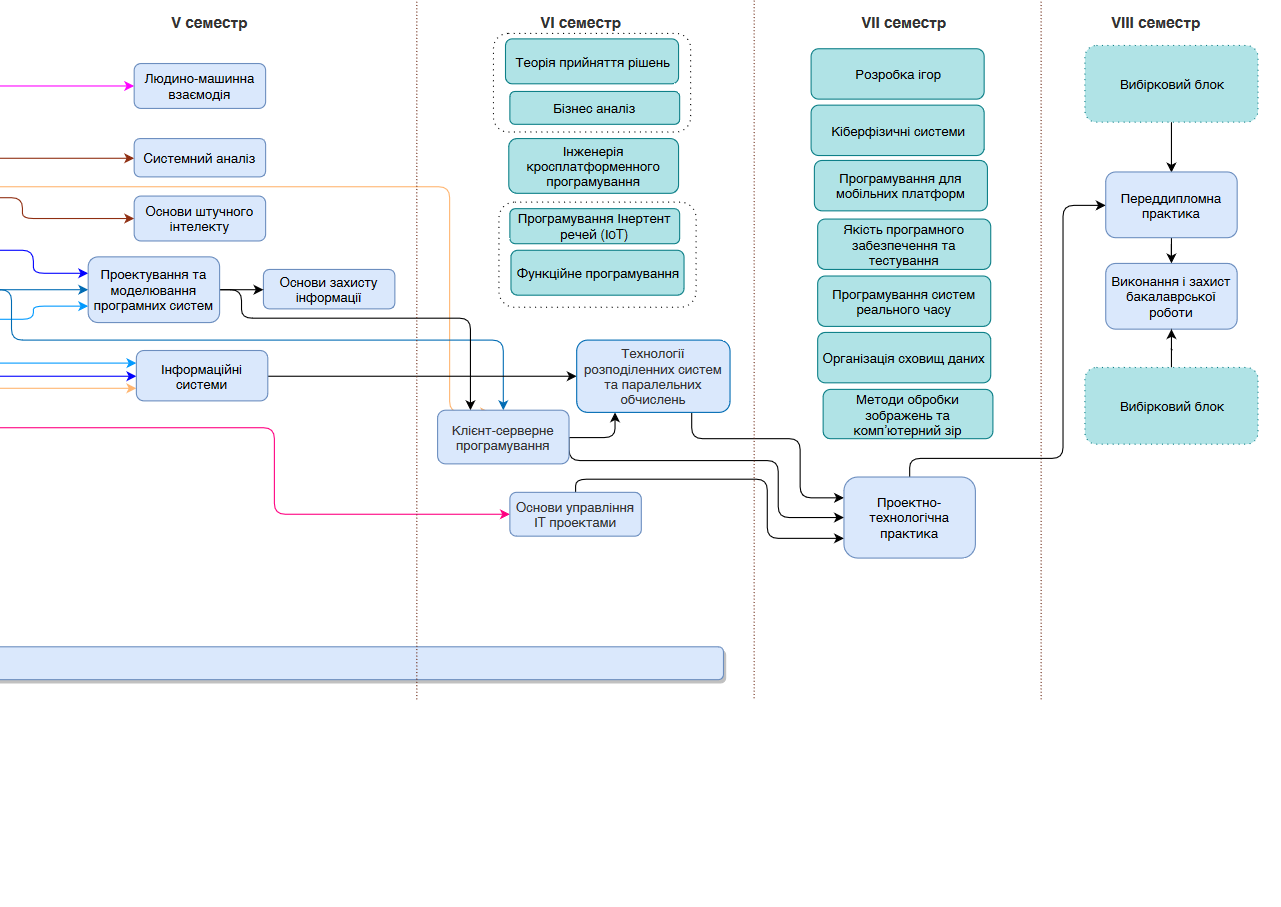 V семестр
VI семестр
VII семестр
VIII семестр
Людино-машинна
взаємодія
Системний аналіз
Основи штучного
інтелекту
Проектування та
моделювання
програмних систем
Основи захисту
інформації
Інформаційні
системи
Теорія прийняття рішень
Бізнес аналіз
Інженерія
кросплатформенного
програмування
Програмування Інертент
речей (IoT)
Функційне програмування
Технології
розподіленних систем
та паралельних
обчислень
Клієнт-серверне
програмування
Основи управління
ІТ проектами
Розробка ігор
Кіберфізичні системи
Програмування для
мобільних платформ
Якість програмного
забезпечення та
тестування
Програмування систем
реального часу
Організація сховищ даних
Методи обробки
зображень та
комп'ютерний зір
Проектно-
технологічна
практика
Вибірковий блок
Переддипломна
практика
Виконання і захист
бакалаврської
роботи
Вибірковий блок